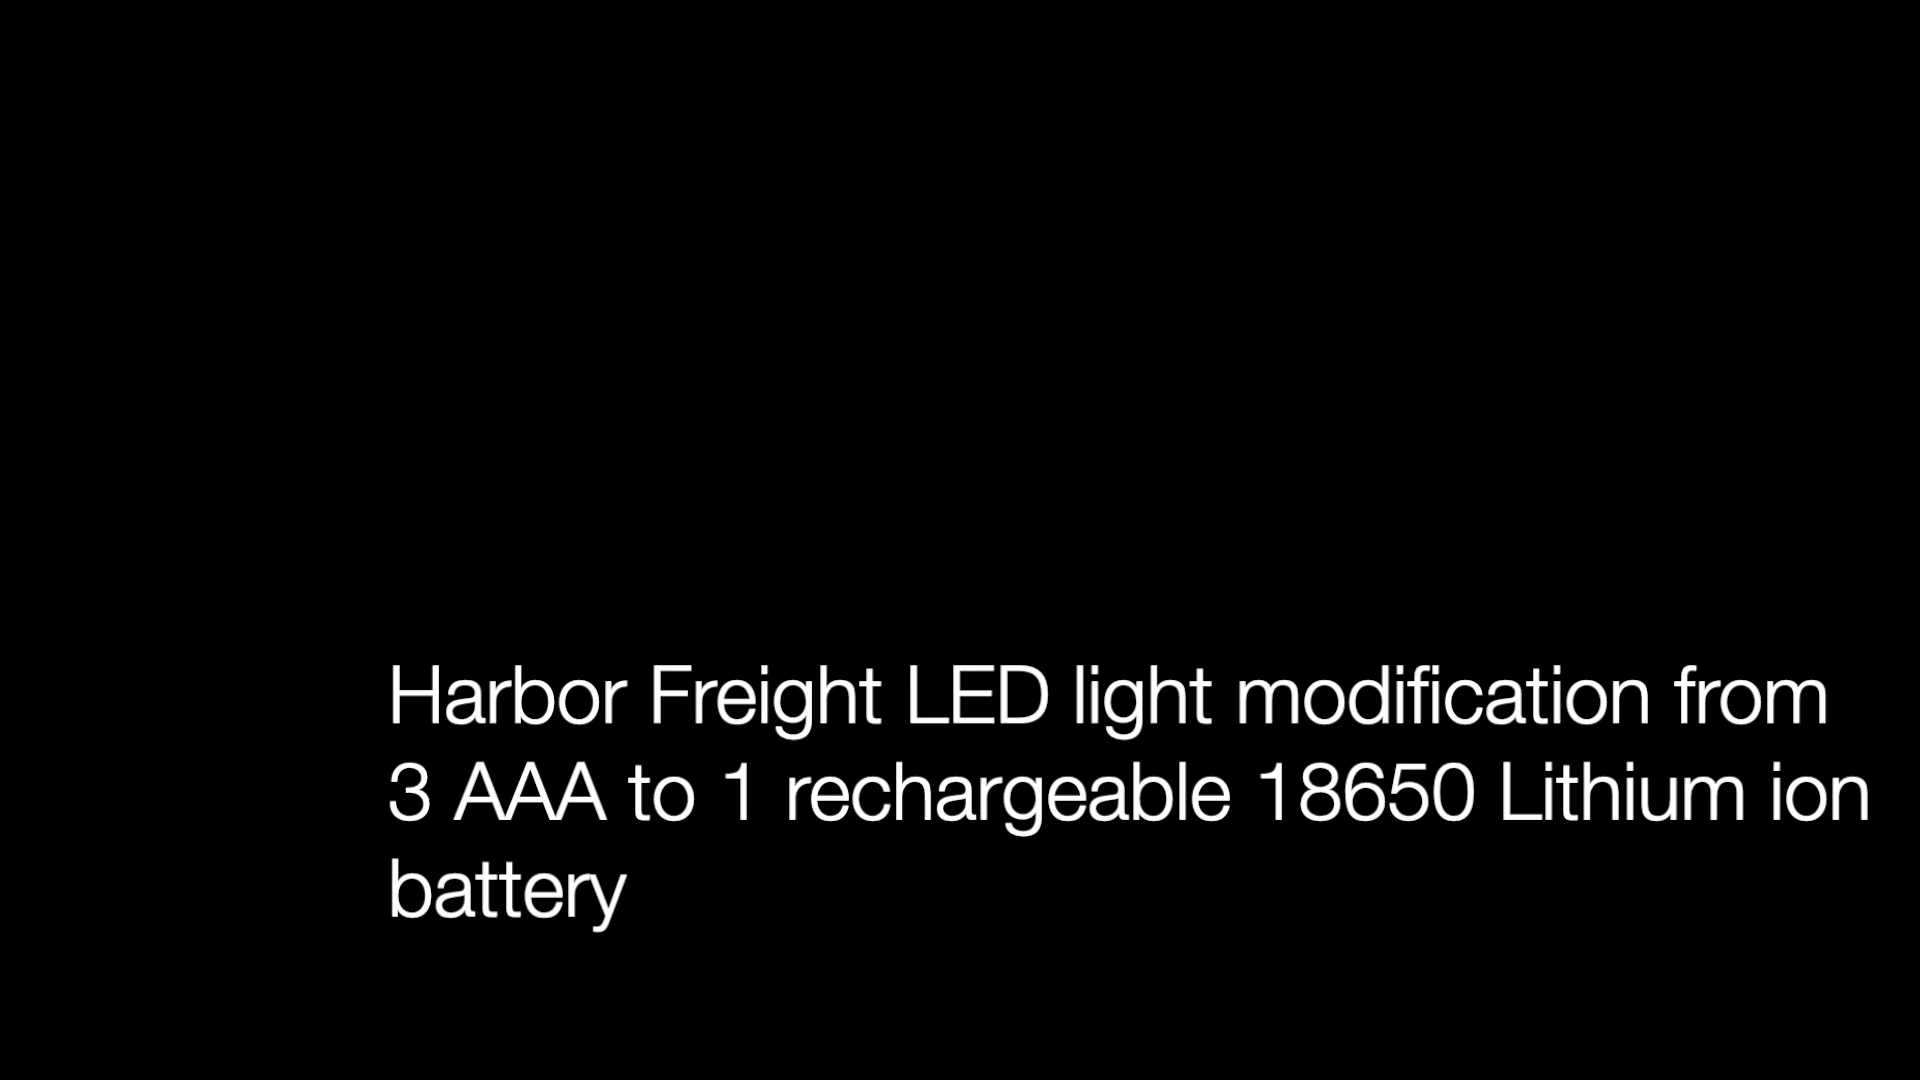 Harbor Freight LED light modification from
3 AAA to 1 rechargeable 18650 Lithium ion
battery